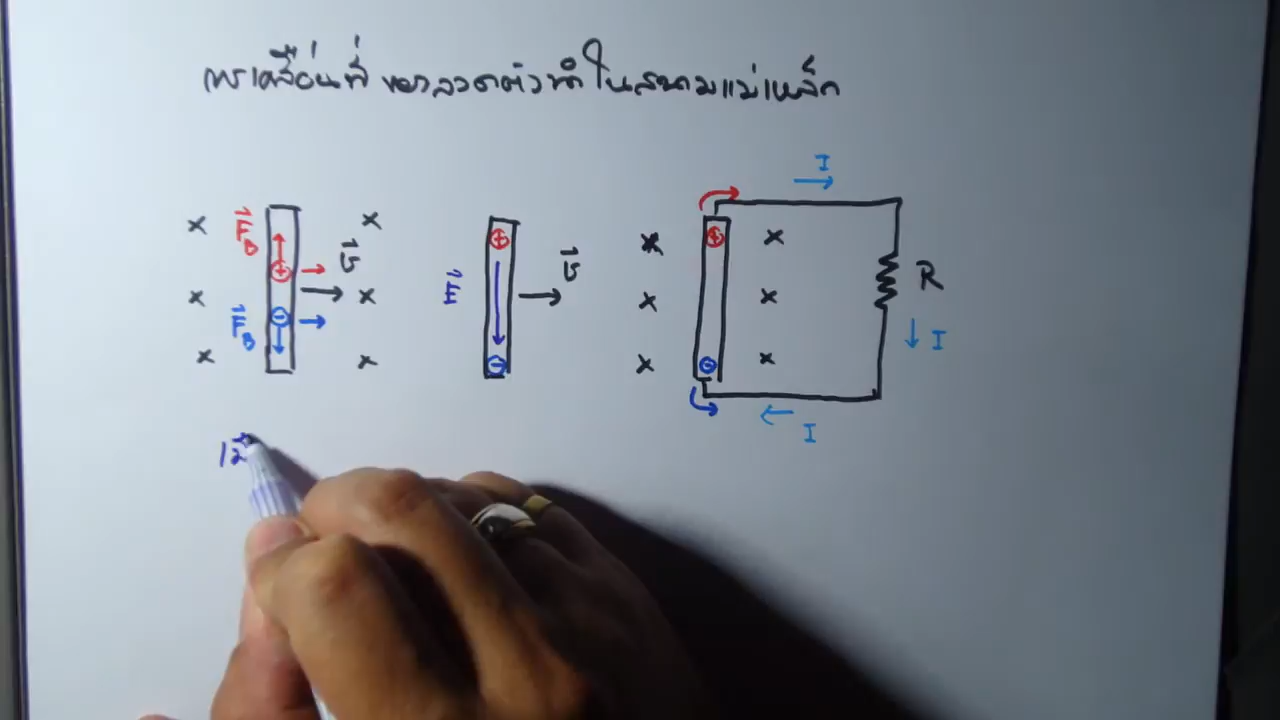 การเคลื่อนที่ของลวดตัวนำในสนามแม่เหล็ก
I
x x F⃗B v⃗ + F⃗B - x x x x
E⃗ + - v⃗
x x x x x x + - R
I
I